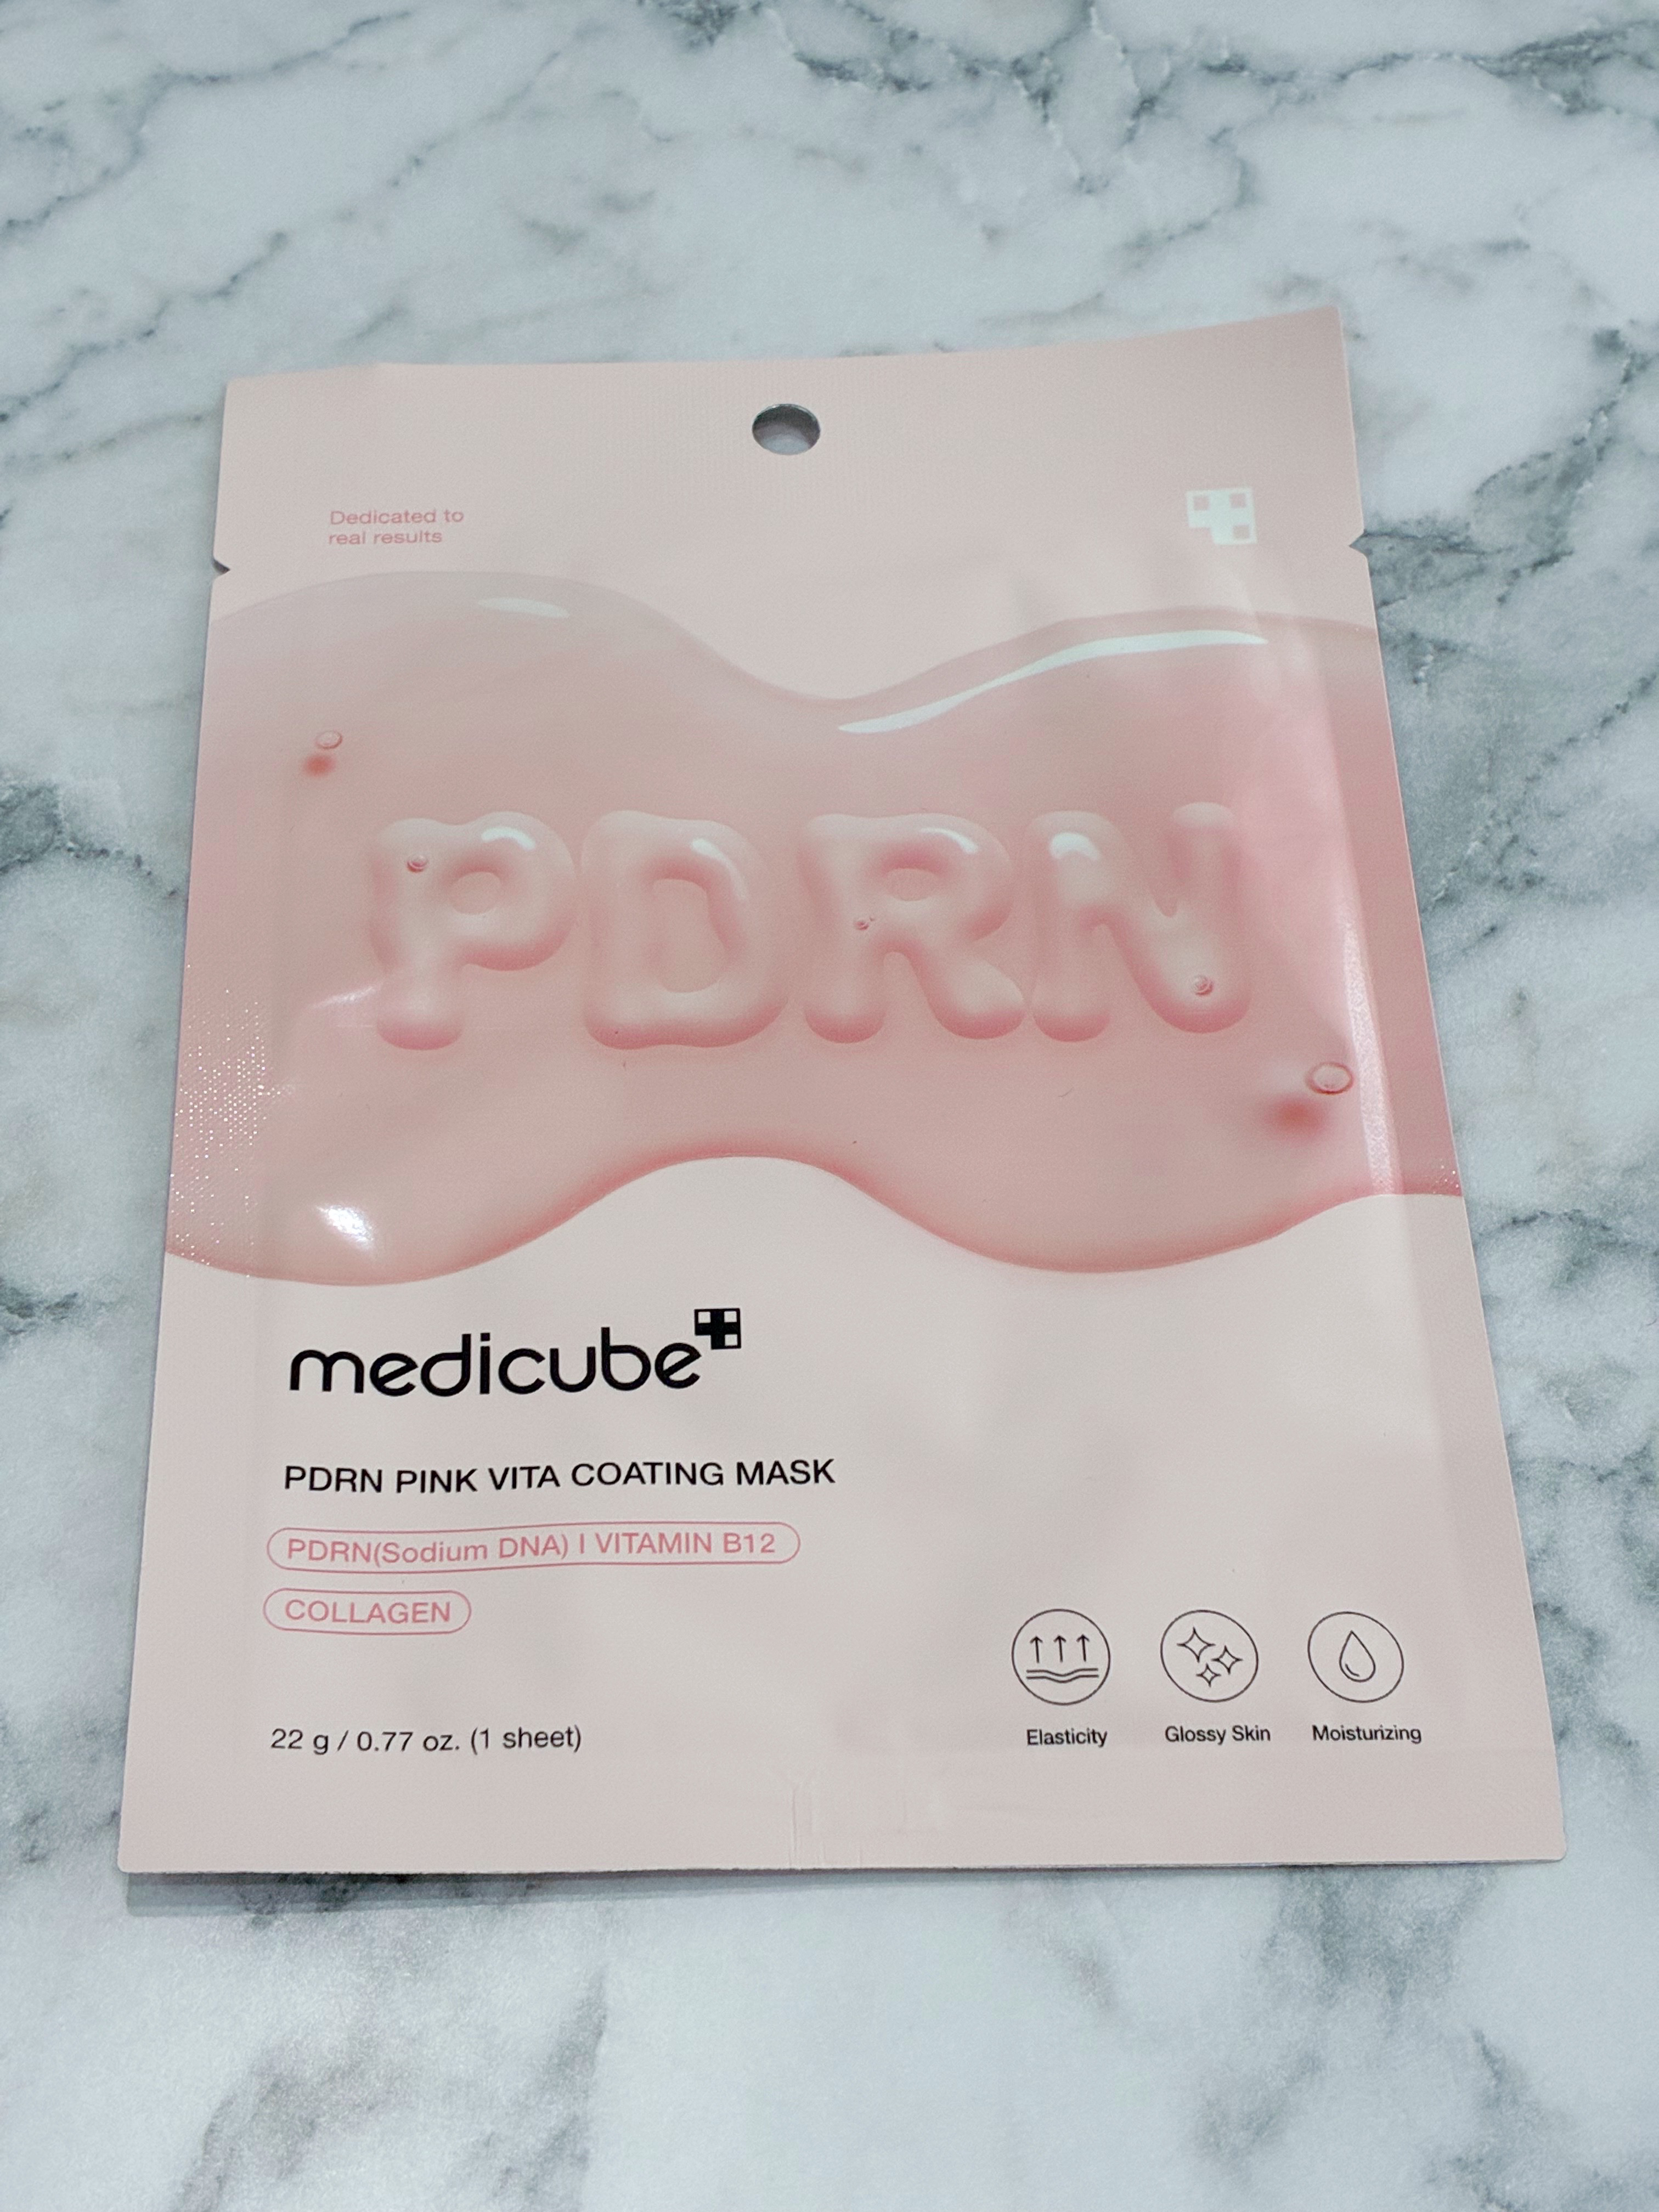 Dedicated to
real results
PDRN
medicube
PDRN PINK VITA COATING MASK
PDRN(Sodium DNA) I VITAMIN B12
COLLAGEN
22 g / 0.77 oz. (1 sheet)
Elasticity
Glossy Skin
Moisturizing